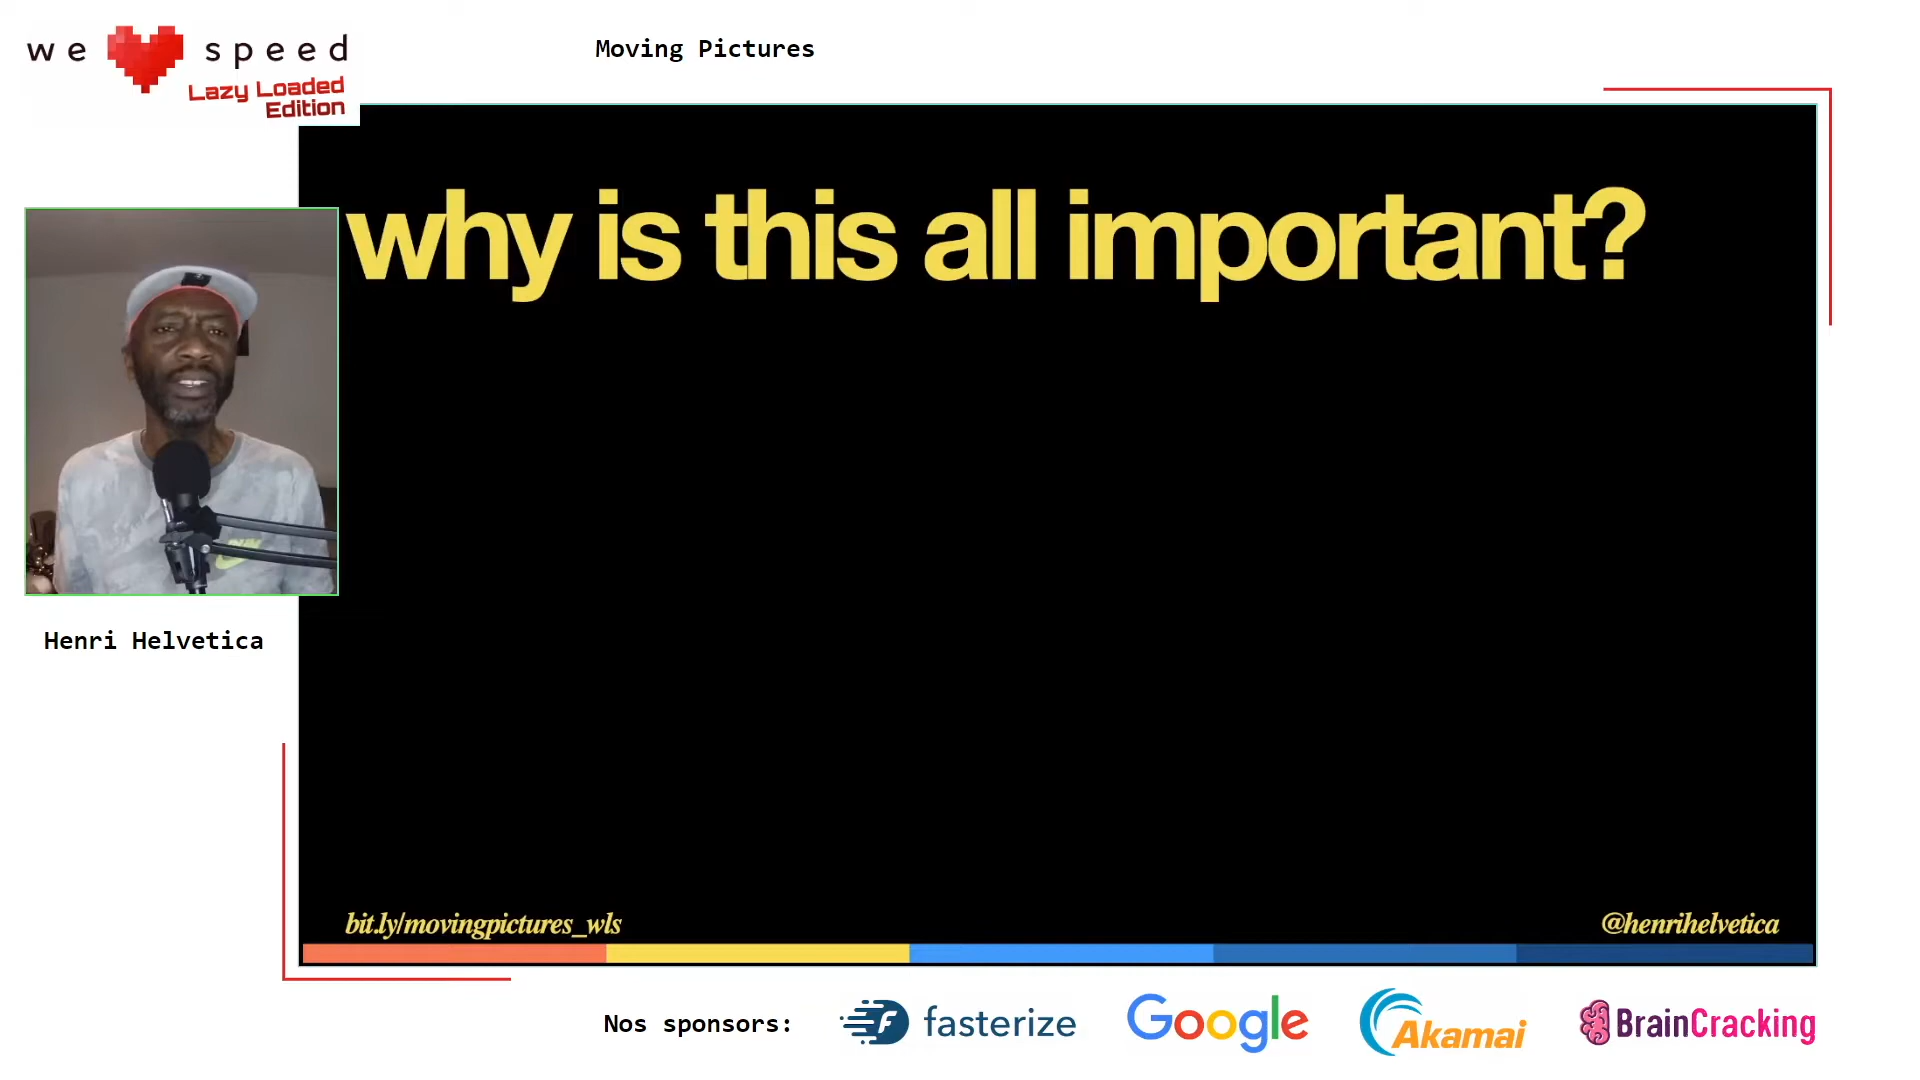 we speed
Lazy Loaded
Edition
Moving Pictures
why is this all important?
Henri Helvetica
bit.ly/movingpictures_wls
@henrihelvetica
Nos sponsors:
fasterize
Google
Akamai
BrainCracking